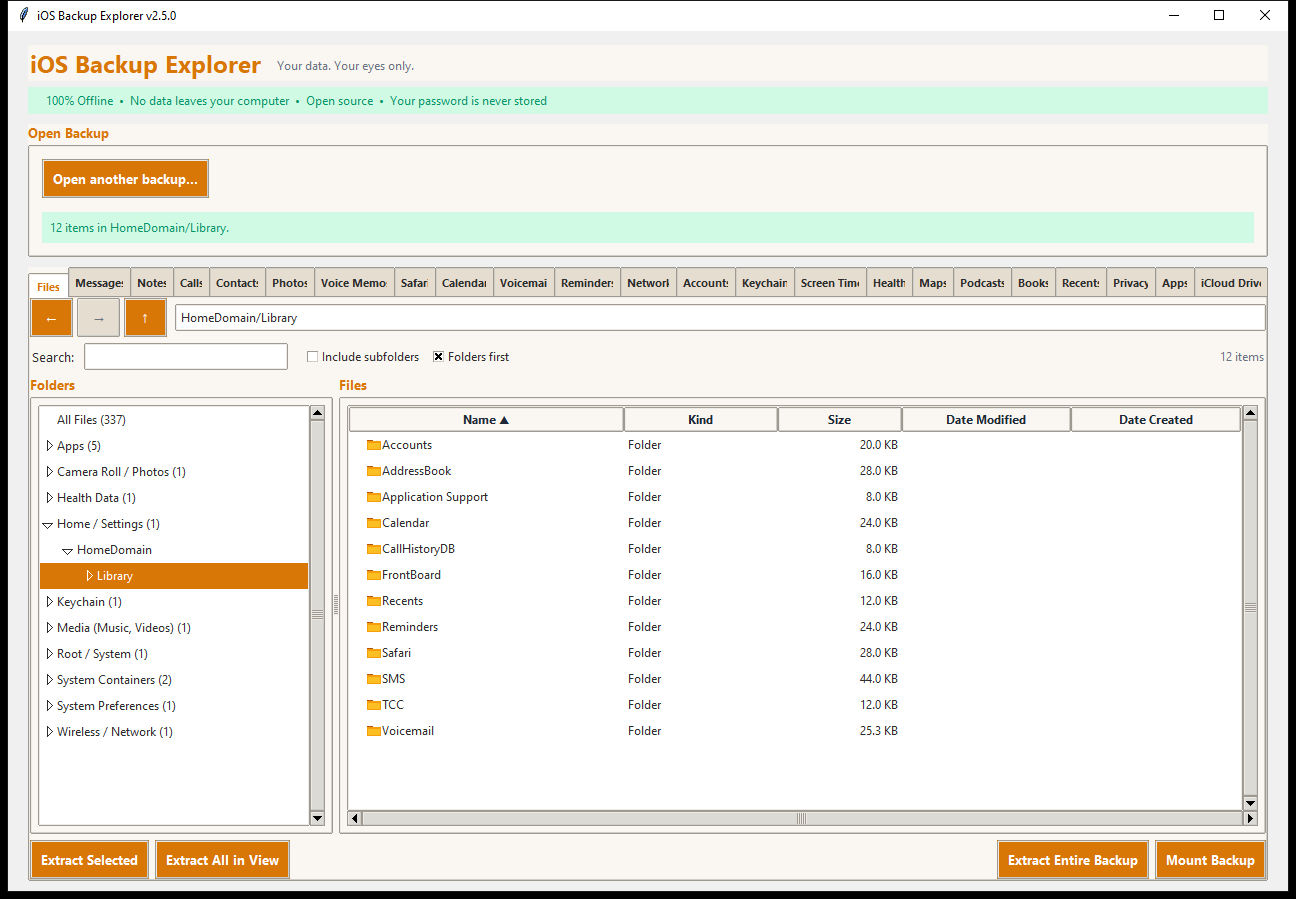 iOS Backup Explorer v2.5.0
iOS Backup Explorer Your data. Your eyes only.
100% Offline • No data leaves your computer • Open source • Your password is never stored
Open Backup
Open another backup...
12 items in HomeDomain/Library.
Files Messages Notes Calls Contacts Photos Voice Memo Safari Calendar Voicemai Reminders Network Accounts Keychain Screen Time Health Maps Podcasts Books Recents Privacy Apps iCloud Drive
← → ↑ HomeDomain/Library
Search: Include subfolders Folders first 12 items
Folders Files
Name ▲ Kind Size Date Modified Date Created
All Files (337)
Apps (5)
Camera Roll / Photos (1)
Health Data (1)
Home / Settings (1)
HomeDomain
Library
Keychain (1)
Media (Music, Videos) (1)
Root / System (1)
System Containers (2)
System Preferences (1)
Wireless / Network (1)
Accounts Folder 20.0 KB
AddressBook Folder 28.0 KB
Application Support Folder 8.0 KB
Calendar Folder 24.0 KB
CallHistoryDB Folder 8.0 KB
FrontBoard Folder 16.0 KB
Recents Folder 12.0 KB
Reminders Folder 24.0 KB
Safari Folder 28.0 KB
SMS Folder 44.0 KB
TCC Folder 12.0 KB
Voicemail Folder 25.3 KB
Extract Selected Extract All in View Extract Entire Backup Mount Backup